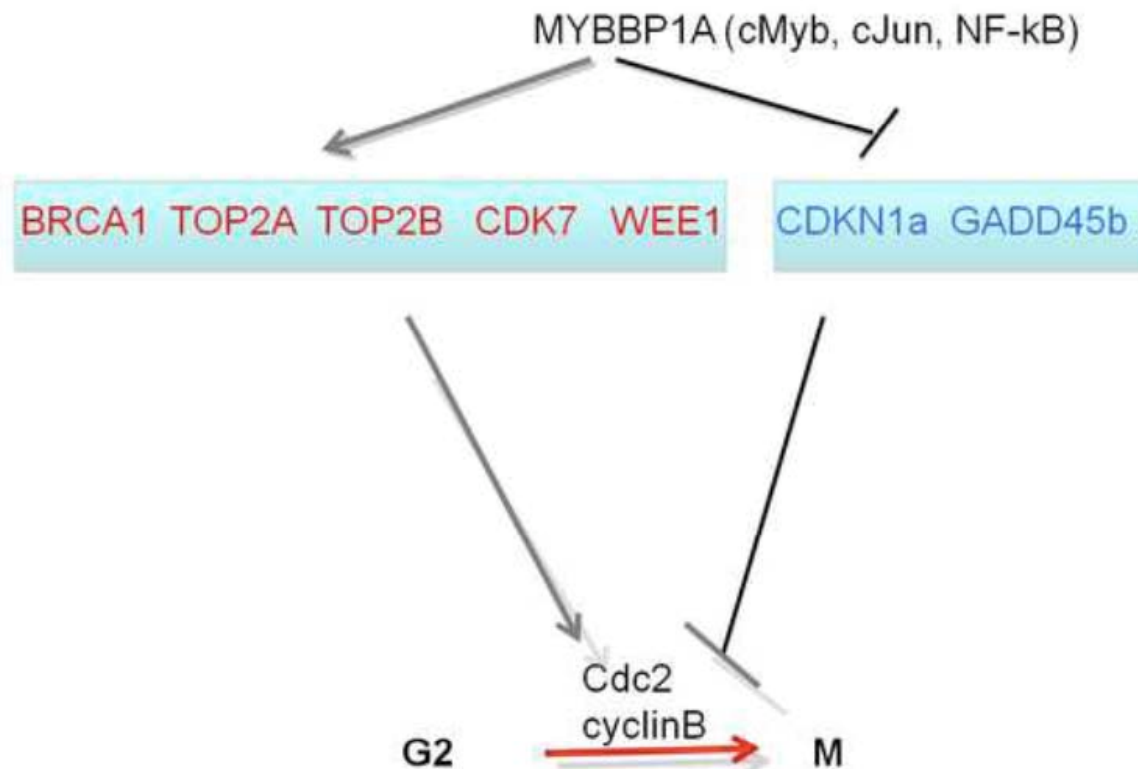 MYBBP1A (cMyb, cJun, NF-kB)
BRCA1 TOP2A TOP2B CDK7 WEE1 CDKN1a GADD45b
Cdc2
cyclinB
G2 M